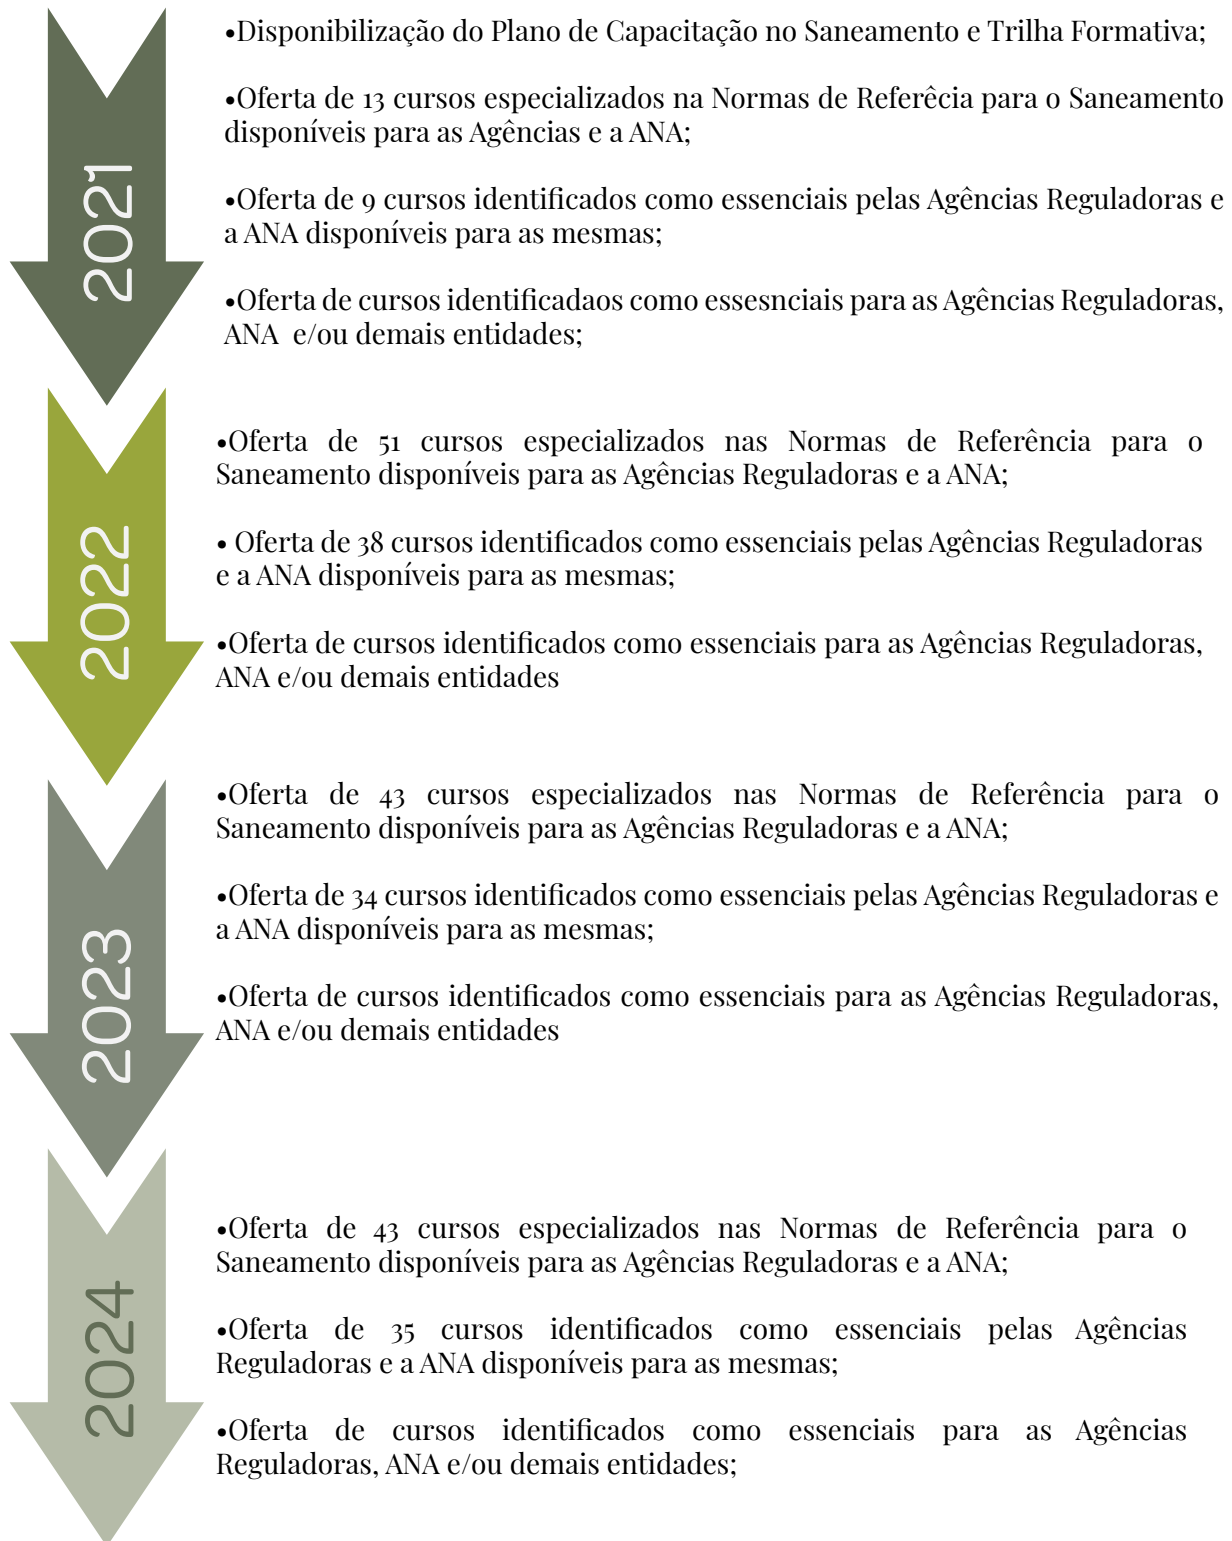 2021
•Disponibilização do Plano de Capacitação no Saneamento e Trilha Formativa;
•Oferta de 13 cursos especializados na Normas de Referêcia para o Saneamento
disponíveis para as Agências e a ANA;
•Oferta de 9 cursos identificados como essenciais pelas Agências Reguladoras e
a ANA disponíveis para as mesmas;
•Oferta de cursos identificadaos como essesnciais para as Agências Reguladoras,
ANA e/ou demais entidades;
2022
•Oferta de 51 cursos especializados nas Normas de Referência para o
Saneamento disponíveis para as Agências Reguladoras e a ANA;
• Oferta de 38 cursos identificados como essenciais pelas Agências Reguladoras
e a ANA disponíveis para as mesmas;
•Oferta de cursos identificados como essenciais para as Agências Reguladoras,
ANA e/ou demais entidades
2023
•Oferta de 43 cursos especializados nas Normas de Referência para o
Saneamento disponíveis para as Agências Reguladoras e a ANA;
•Oferta de 34 cursos identificados como essenciais pelas Agências Reguladoras e
a ANA disponíveis para as mesmas;
•Oferta de cursos identificados como essenciais para as Agências Reguladoras,
ANA e/ou demais entidades
2024
•Oferta de 43 cursos especializados nas Normas de Referência para o
Saneamento disponíveis para as Agências Reguladoras e a ANA;
•Oferta de 35 cursos identificados como essenciais pelas Agências
Reguladoras e a ANA disponíveis para as mesmas;
•Oferta de cursos identificados como essenciais para as Agências
Reguladoras, ANA e/ou demais entidades;